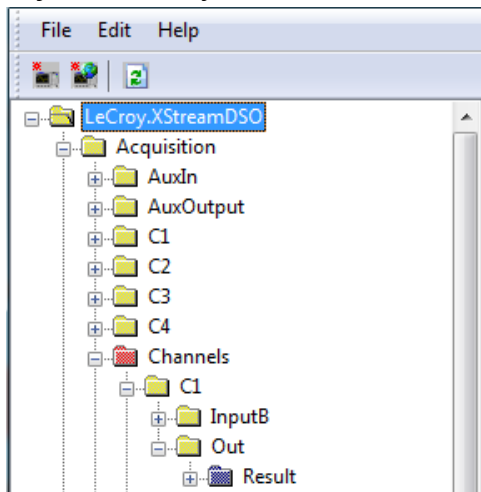 File Edit Help
LeCroy.XStreamDSO
Acquisition
AuxIn
AuxOutput
C1
C2
C3
C4
Channels
C1
InputB
Out
Result